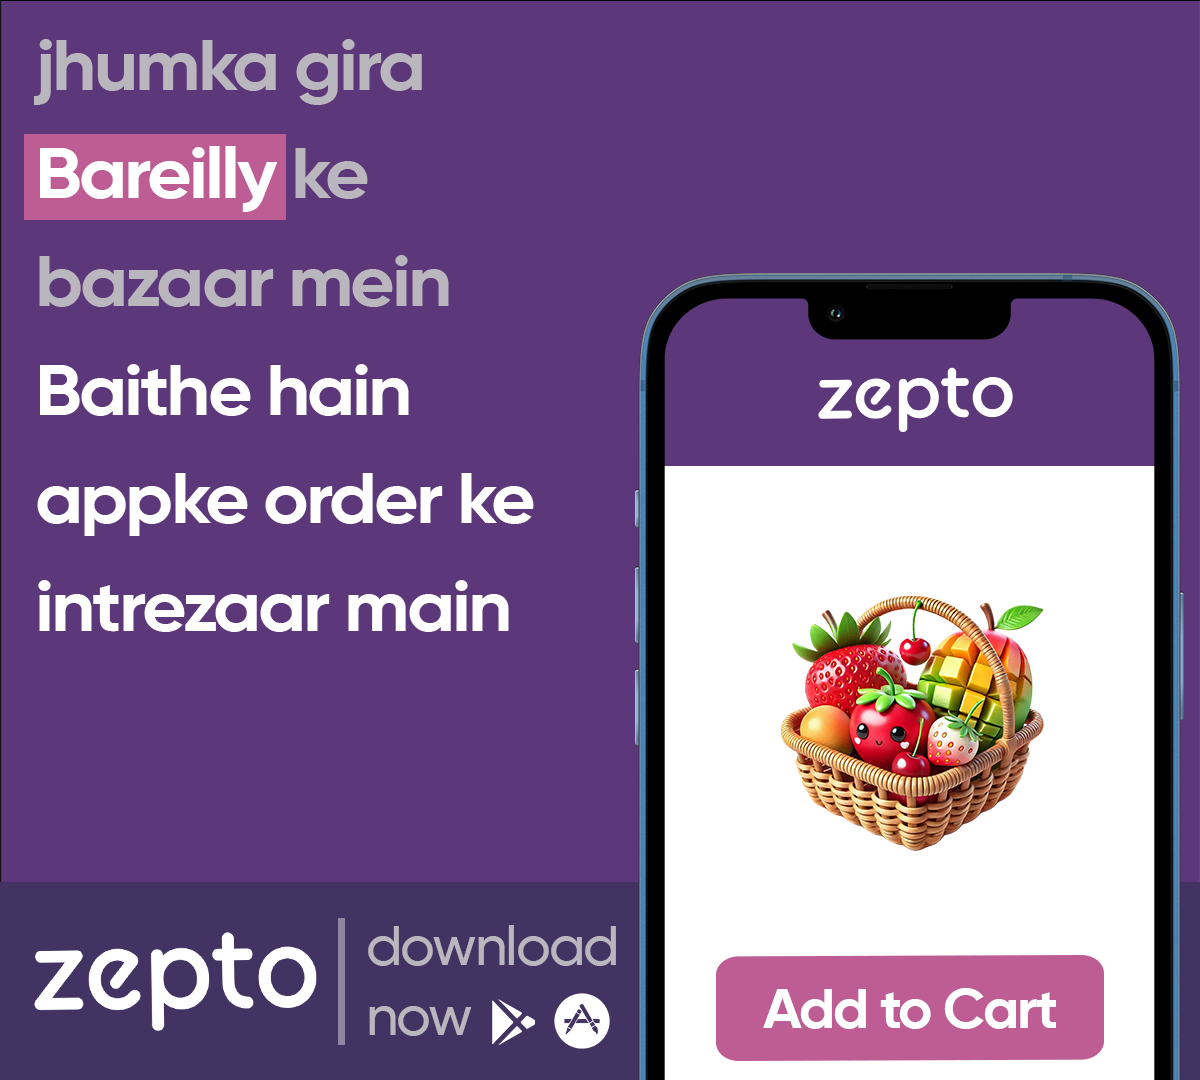 jhumka gira
Bareilly ke
bazaar mein
Baithe hain
appke order ke
intrezaar main
zepto
Add to Cart
zepto
download
now